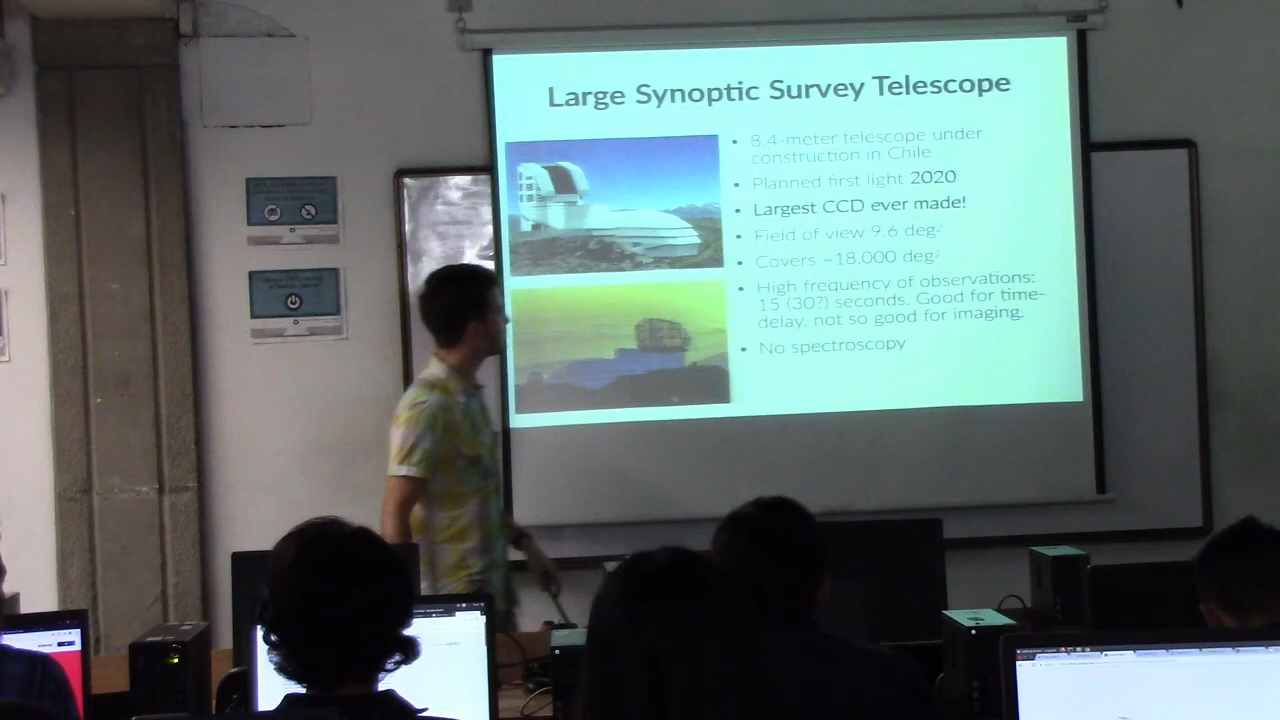 Large Synoptic Survey Telescope
• 8.4-meter telescope under
construction in Chile
• Planned first light 2020
• Largest CCD ever made!
• Field of view 9.6 deg²
• Covers ~18.000 deg²
• High frequency of observations:
15 (30?) seconds. Good for time-
delay, not so good for imaging.
• No spectroscopy